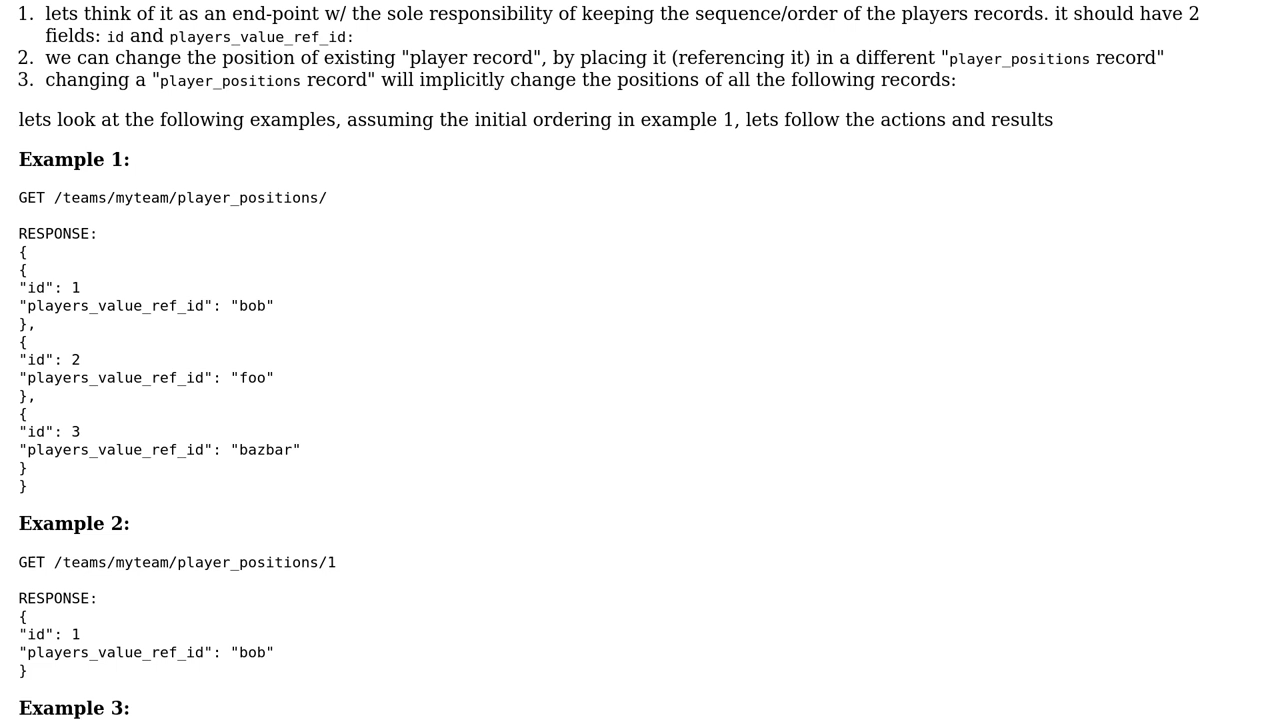 1. lets think of it as an end-point w/ the sole responsibility of keeping the sequence/order of the players records. it should have 2
fields: id and players_value_ref_id:
2. we can change the position of existing "player record", by placing it (referencing it) in a different "player_positions record"
3. changing a "player_positions record" will implicitly change the positions of all the following records:
lets look at the following examples, assuming the initial ordering in example 1, lets follow the actions and results
Example 1:
GET /teams/myteam/player_positions/
RESPONSE:
{
{
"id": 1
"players_value_ref_id": "bob"
},
{
"id": 2
"players_value_ref_id": "foo"
},
{
"id": 3
"players_value_ref_id": "bazbar"
}
}
Example 2:
GET /teams/myteam/player_positions/1
RESPONSE:
{
"id": 1
"players_value_ref_id": "bob"
}
Example 3: